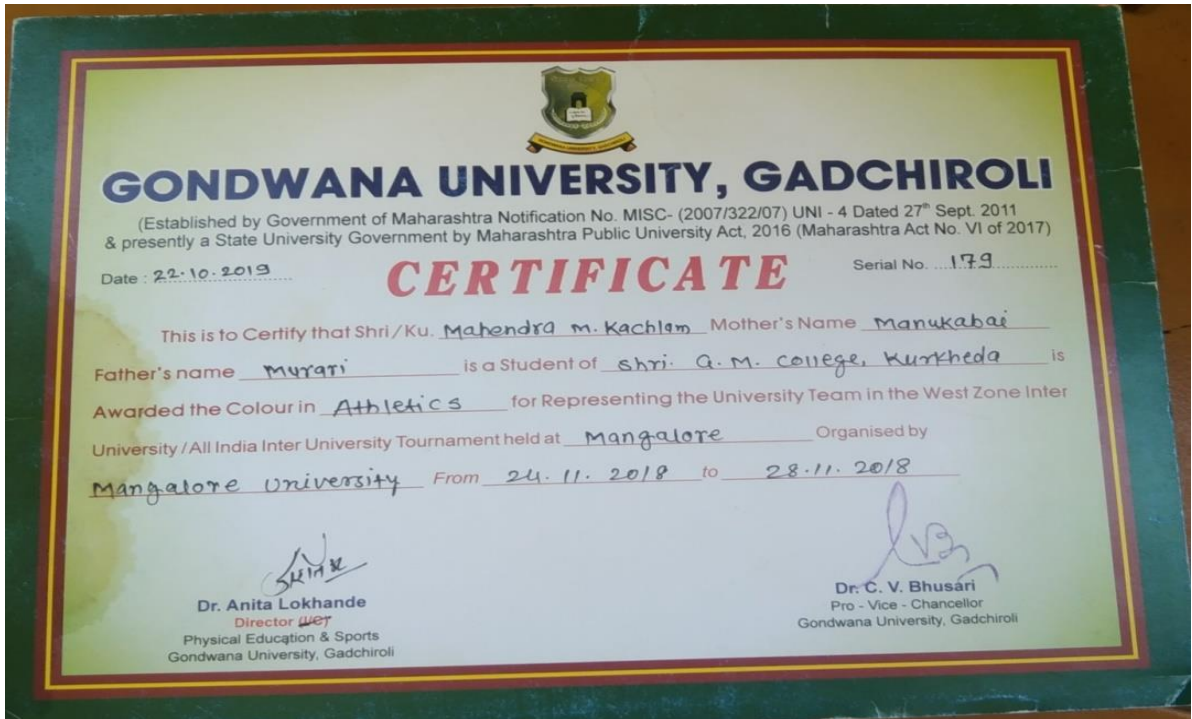 GONDWANA UNIVERSITY, GADCHIROLI
(Established by Government of Maharashtra Notification No. MISC- (2007/322/07) UNI - 4 Dated 27th Sept. 2011
& presently a State University Government by Maharashtra Public University Act, 2016 (Maharashtra Act No. VI of 2017)
Date : 22.10.2019
CERTIFICATE
Serial No. 179
This is to Certify that Shri/Ku. Mahendra M. Kachlam Mother's Name Manukabai
Father's name Murari is a Student of Shri. G. M. College, Kurkheda is
Awarded the Colour in Athletics for Representing the University Team in the West Zone Inter
University / All India Inter University Tournament held at Mangalore Organised by
Mangalore University From 24.11.2018 to 28.11.2018
Dr. Anita Lokhande
Director
Physical Education & Sports
Gondwana University, Gadchiroli
Dr. C. V. Bhusari
Pro - Vice - Chancellor
Gondwana University, Gadchiroli